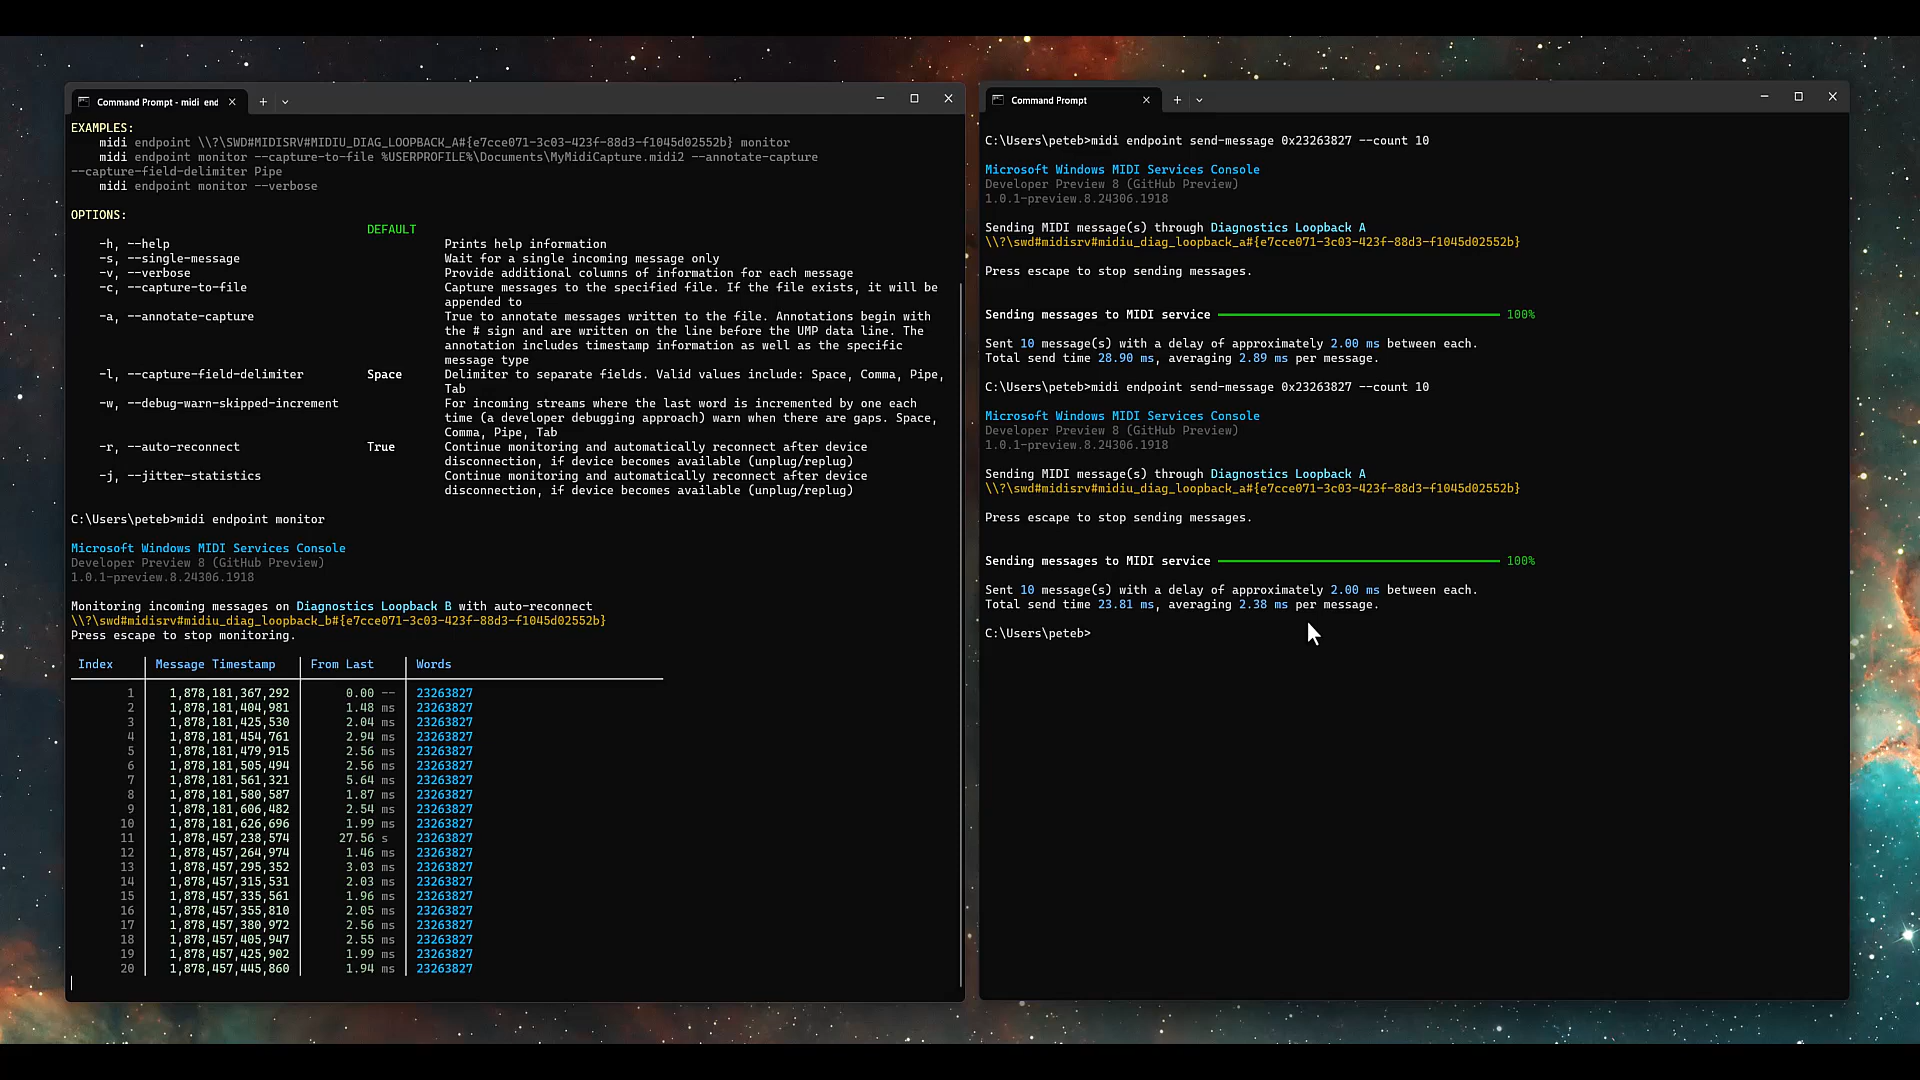 Command Prompt - midi end
EXAMPLES:
midi endpoint \\?\SWD#MIDISRV#MIDIU_DIAG_LOOPBACK_A#{e7cce071-3c03-423f-88d3-f1045d02552b} monitor
midi endpoint monitor --capture-to-file %USERPROFILE%\Documents\MyMidiCapture.midi2 --annotate-capture
--capture-field-delimiter Pipe
midi endpoint monitor --verbose
OPTIONS:
DEFAULT
-h, --help Prints help information
-s, --single-message Wait for a single incoming message only
-v, --verbose Provide additional columns of information for each message
-c, --capture-to-file Capture messages to the specified file. If the file exists, it will be
appended to
-a, --annotate-capture True to annotate messages written to the file. Annotations begin with
the # sign and are written on the line before the UMP data line. The
annotation includes timestamp information as well as the specific
message type
-l, --capture-field-delimiter Space Delimiter to separate fields. Valid values include: Space, Comma, Pipe,
Tab
-w, --debug-warn-skipped-increment For incoming streams where the last word is incremented by one each
time (a developer debugging approach) warn when there are gaps. Space,
Comma, Pipe, Tab
-r, --auto-reconnect True Continue monitoring and automatically reconnect after device
disconnection, if device becomes available (unplug/replug)
-j, --jitter-statistics Continue monitoring and automatically reconnect after device
disconnection, if device becomes available (unplug/replug)
C:\Users\peteb>midi endpoint monitor
Microsoft Windows MIDI Services Console
Developer Preview 8 (GitHub Preview)
1.0.1-preview.8.24306.1918
Monitoring incoming messages on Diagnostics Loopback B with auto-reconnect
\\?\swd#midisrv#midiu_diag_loopback_b#{e7cce071-3c03-423f-88d3-f1045d02552b}
Press escape to stop monitoring.
Index Message Timestamp From Last Words
1 1,878,181,367,292 0.00 -- 23263827
2 1,878,181,404,981 1.48 ms 23263827
3 1,878,181,425,530 2.04 ms 23263827
4 1,878,181,454,761 2.94 ms 23263827
5 1,878,181,479,915 2.56 ms 23263827
6 1,878,181,505,494 2.56 ms 23263827
7 1,878,181,561,321 5.64 ms 23263827
8 1,878,181,580,587 1.87 ms 23263827
9 1,878,181,606,482 2.54 ms 23263827
10 1,878,181,626,696 1.99 ms 23263827
11 1,878,457,238,574 27.56 s 23263827
12 1,878,457,264,974 1.46 ms 23263827
13 1,878,457,295,352 3.03 ms 23263827
14 1,878,457,315,531 2.03 ms 23263827
15 1,878,457,335,561 1.96 ms 23263827
16 1,878,457,355,810 2.05 ms 23263827
17 1,878,457,380,972 2.56 ms 23263827
18 1,878,457,405,947 2.55 ms 23263827
19 1,878,457,425,902 1.99 ms 23263827
20 1,878,457,445,860 1.94 ms 23263827
Command Prompt
C:\Users\peteb>midi endpoint send-message 0x23263827 --count 10
Microsoft Windows MIDI Services Console
Developer Preview 8 (GitHub Preview)
1.0.1-preview.8.24306.1918
Sending MIDI message(s) through Diagnostics Loopback A
\\?\swd#midisrv#midiu_diag_loopback_a#{e7cce071-3c03-423f-88d3-f1045d02552b}
Press escape to stop sending messages.
Sending messages to MIDI service 100%
Sent 10 message(s) with a delay of approximately 2.00 ms between each.
Total send time 28.90 ms, averaging 2.89 ms per message.
C:\Users\peteb>midi endpoint send-message 0x23263827 --count 10
Microsoft Windows MIDI Services Console
Developer Preview 8 (GitHub Preview)
1.0.1-preview.8.24306.1918
Sending MIDI message(s) through Diagnostics Loopback A
\\?\swd#midisrv#midiu_diag_loopback_a#{e7cce071-3c03-423f-88d3-f1045d02552b}
Press escape to stop sending messages.
Sending messages to MIDI service 100%
Sent 10 message(s) with a delay of approximately 2.00 ms between each.
Total send time 23.81 ms, averaging 2.38 ms per message.
C:\Users\peteb>